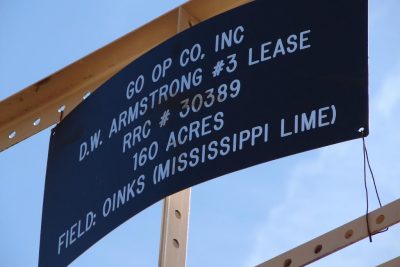 GO OP CO, INC
D.W. ARMSTRONG #3 LEASE
RRC # 30389
160 ACRES
FIELD: OINKS (MISSISSIPPI LIME)